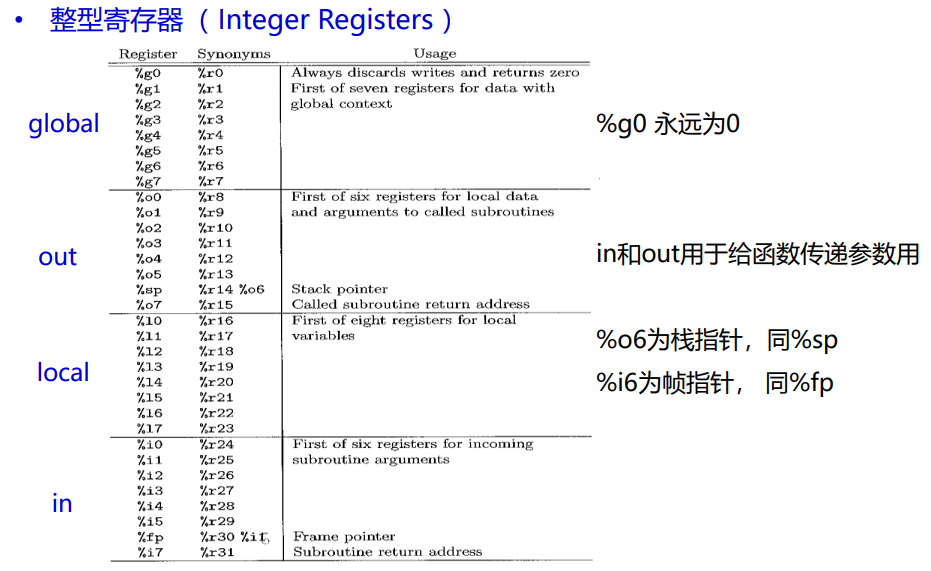 • 整型寄存器 （ Integer Registers ）
Register Synonyms Usage
%g0 %r0 Always discards writes and returns zero
%g1 %r1 First of seven registers for data with
%g2 %r2 global context
global %g3 %r3 %g0 永远为0
%g4 %r4
%g5 %r5
%g6 %r6
%g7 %r7
%o0 %r8 First of six registers for local data
%o1 %r9 and arguments to called subroutines
%o2 %r10
%o3 %r11
out %o4 %r12 in和out用于给函数传递参数用
%o5 %r13
%sp %r14 %o6 Stack pointer
%o7 %r15 Called subroutine return address
%l0 %r16 First of eight registers for local
%l1 %r17 variables
%o6为栈指针，同%sp
%l2 %r18
%l3 %r19
local %l4 %r20 %i6为帧指针， 同%fp
%l5 %r21
%l6 %r22
%l7 %r23
%i0 %r24 First of six registers for incoming
%i1 %r25 subroutine arguments
%i2 %r26
%i3 %r27
in %i4 %r28
%i5 %r29
%fp %r30 Frame pointer
%i7 %r31 Subroutine return address